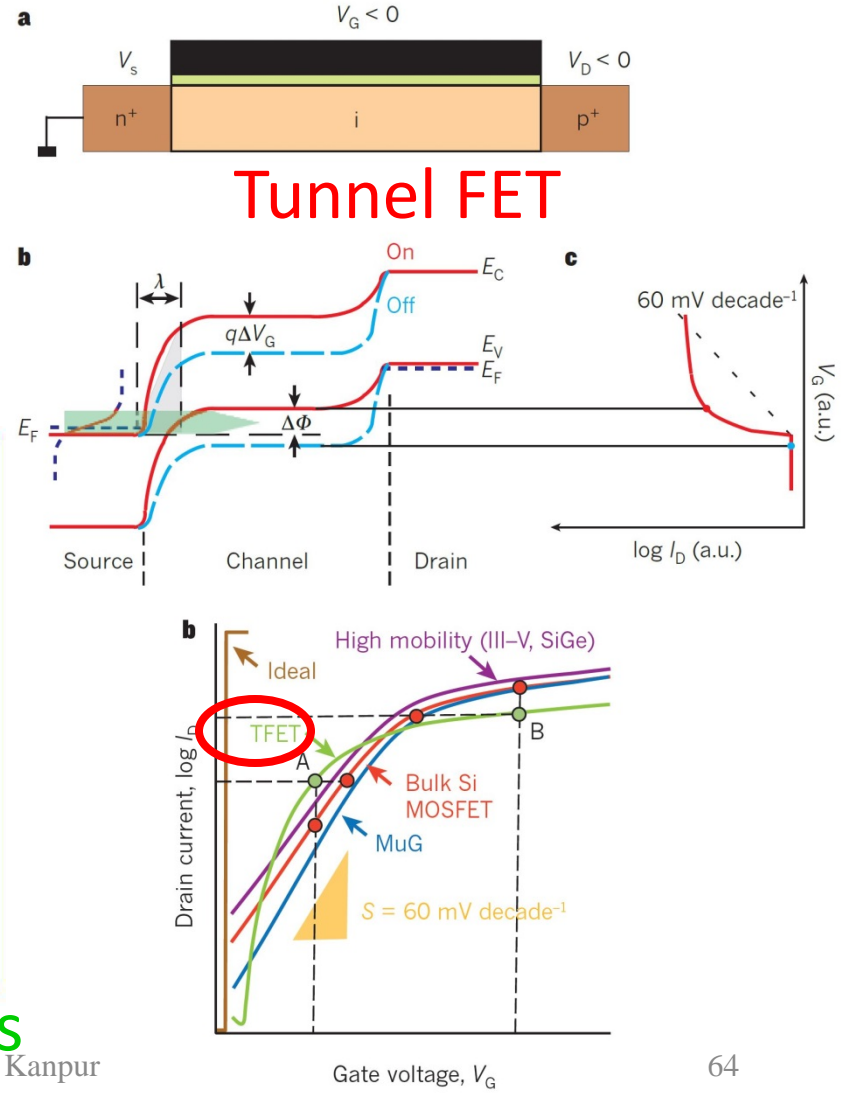 a
V_G < 0
V_s
V_D < 0
n+
i
p+
Tunnel FET
b
λ
On
E_C
Off
qΔV_G
E_V
E_F
E_F
ΔΦ
Source
Channel
Drain
c
60 mV decade⁻¹
V_G (a.u.)
log I_D (a.u.)
b
High mobility (III–V, SiGe)
Ideal
TFET
A
B
Bulk Si
MOSFET
MuG
S = 60 mV decade⁻¹
Drain current, log I_D
Gate voltage, V_G
s
Kanpur
64